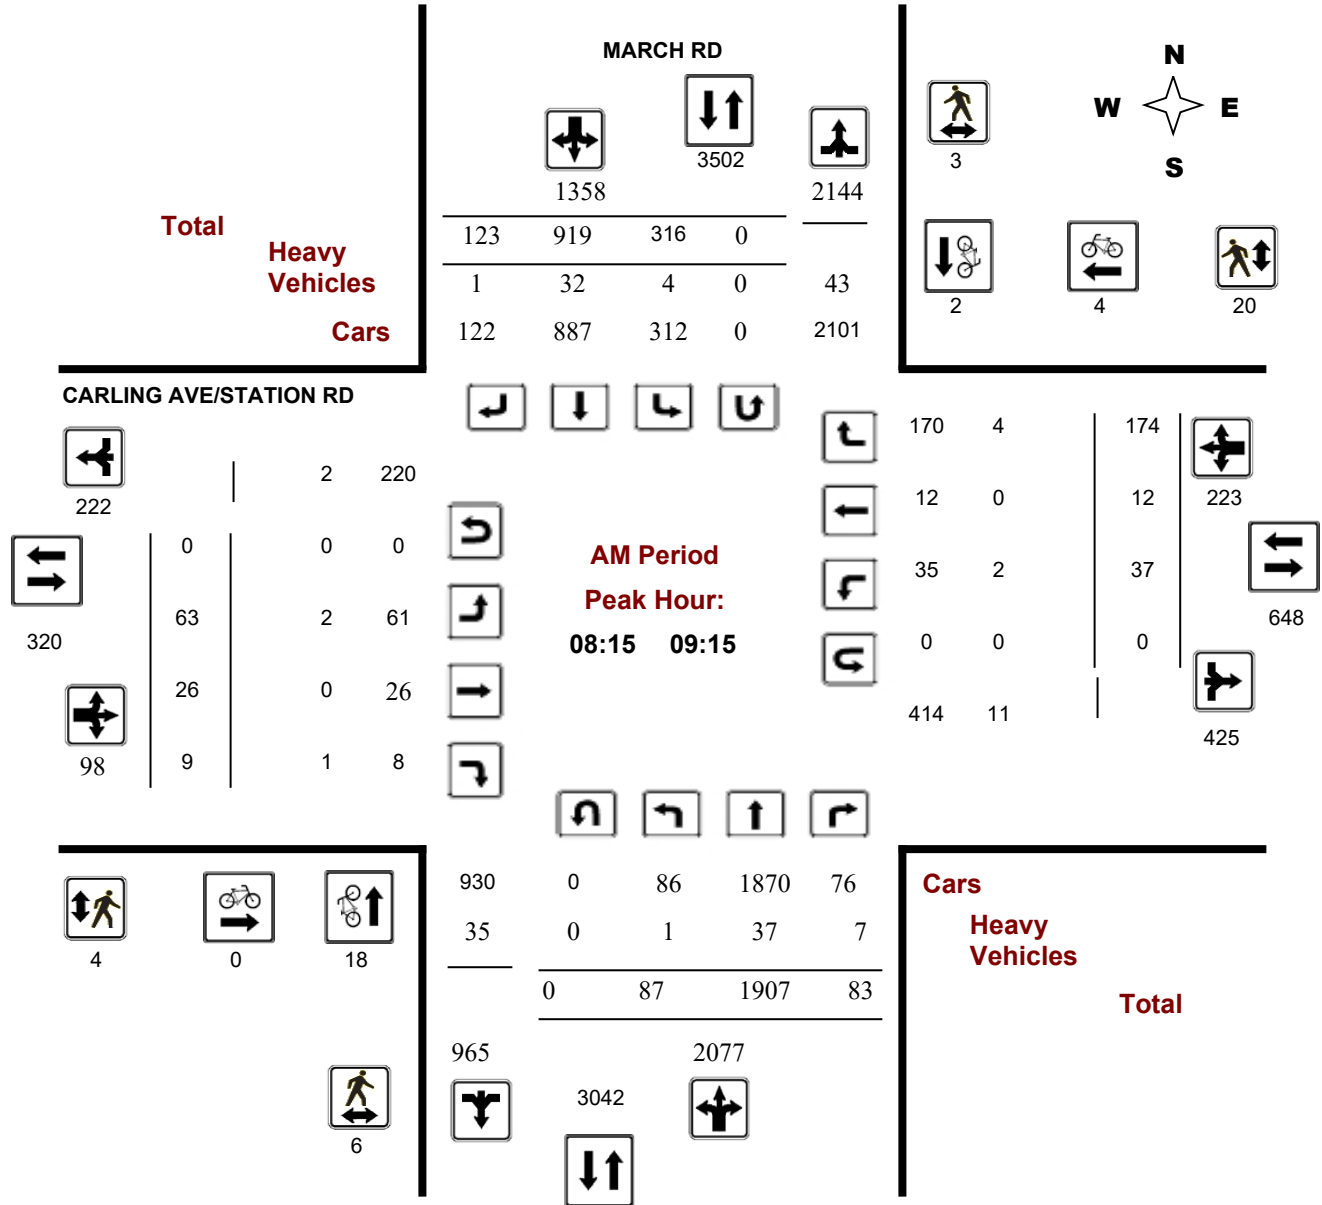 MARCH RD
N
W E
S
3502
3
1358 2144
Total
123 919 316 0
Heavy
Vehicles
1 32 4 0 43
Cars
122 887 312 0 2101
2 4 20
CARLING AVE/STATION RD
170 4 174
2 220
222
12 0 12 223
0 0 0
AM Period
35 2 37
Peak Hour:
63 2 61
648
320
08:15 09:15
0 0 0
26 0 26
414 11
425
98 9 1 8
930 0 86 1870 76
Cars
35 0 1 37 7
Heavy
Vehicles
4 0 18
0 87 1907 83
Total
965 2077
3042
6